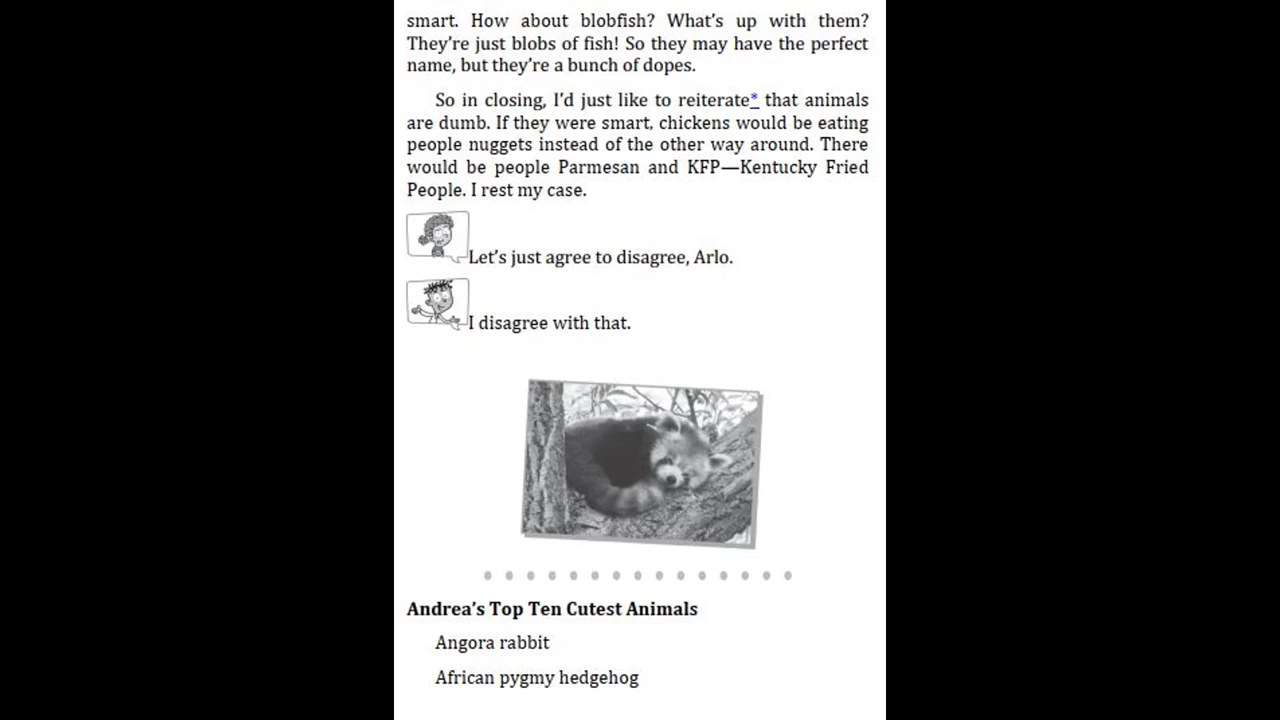 smart. How about blobfish? What’s up with them?
They’re just blobs of fish! So they may have the perfect
name, but they’re a bunch of dopes.
So in closing, I’d just like to reiterate* that animals
are dumb. If they were smart, chickens would be eating
people nuggets instead of the other way around. There
would be people Parmesan and KFP—Kentucky Fried
People. I rest my case.
Let’s just agree to disagree, Arlo.
I disagree with that.
Andrea’s Top Ten Cutest Animals
Angora rabbit
African pygmy hedgehog